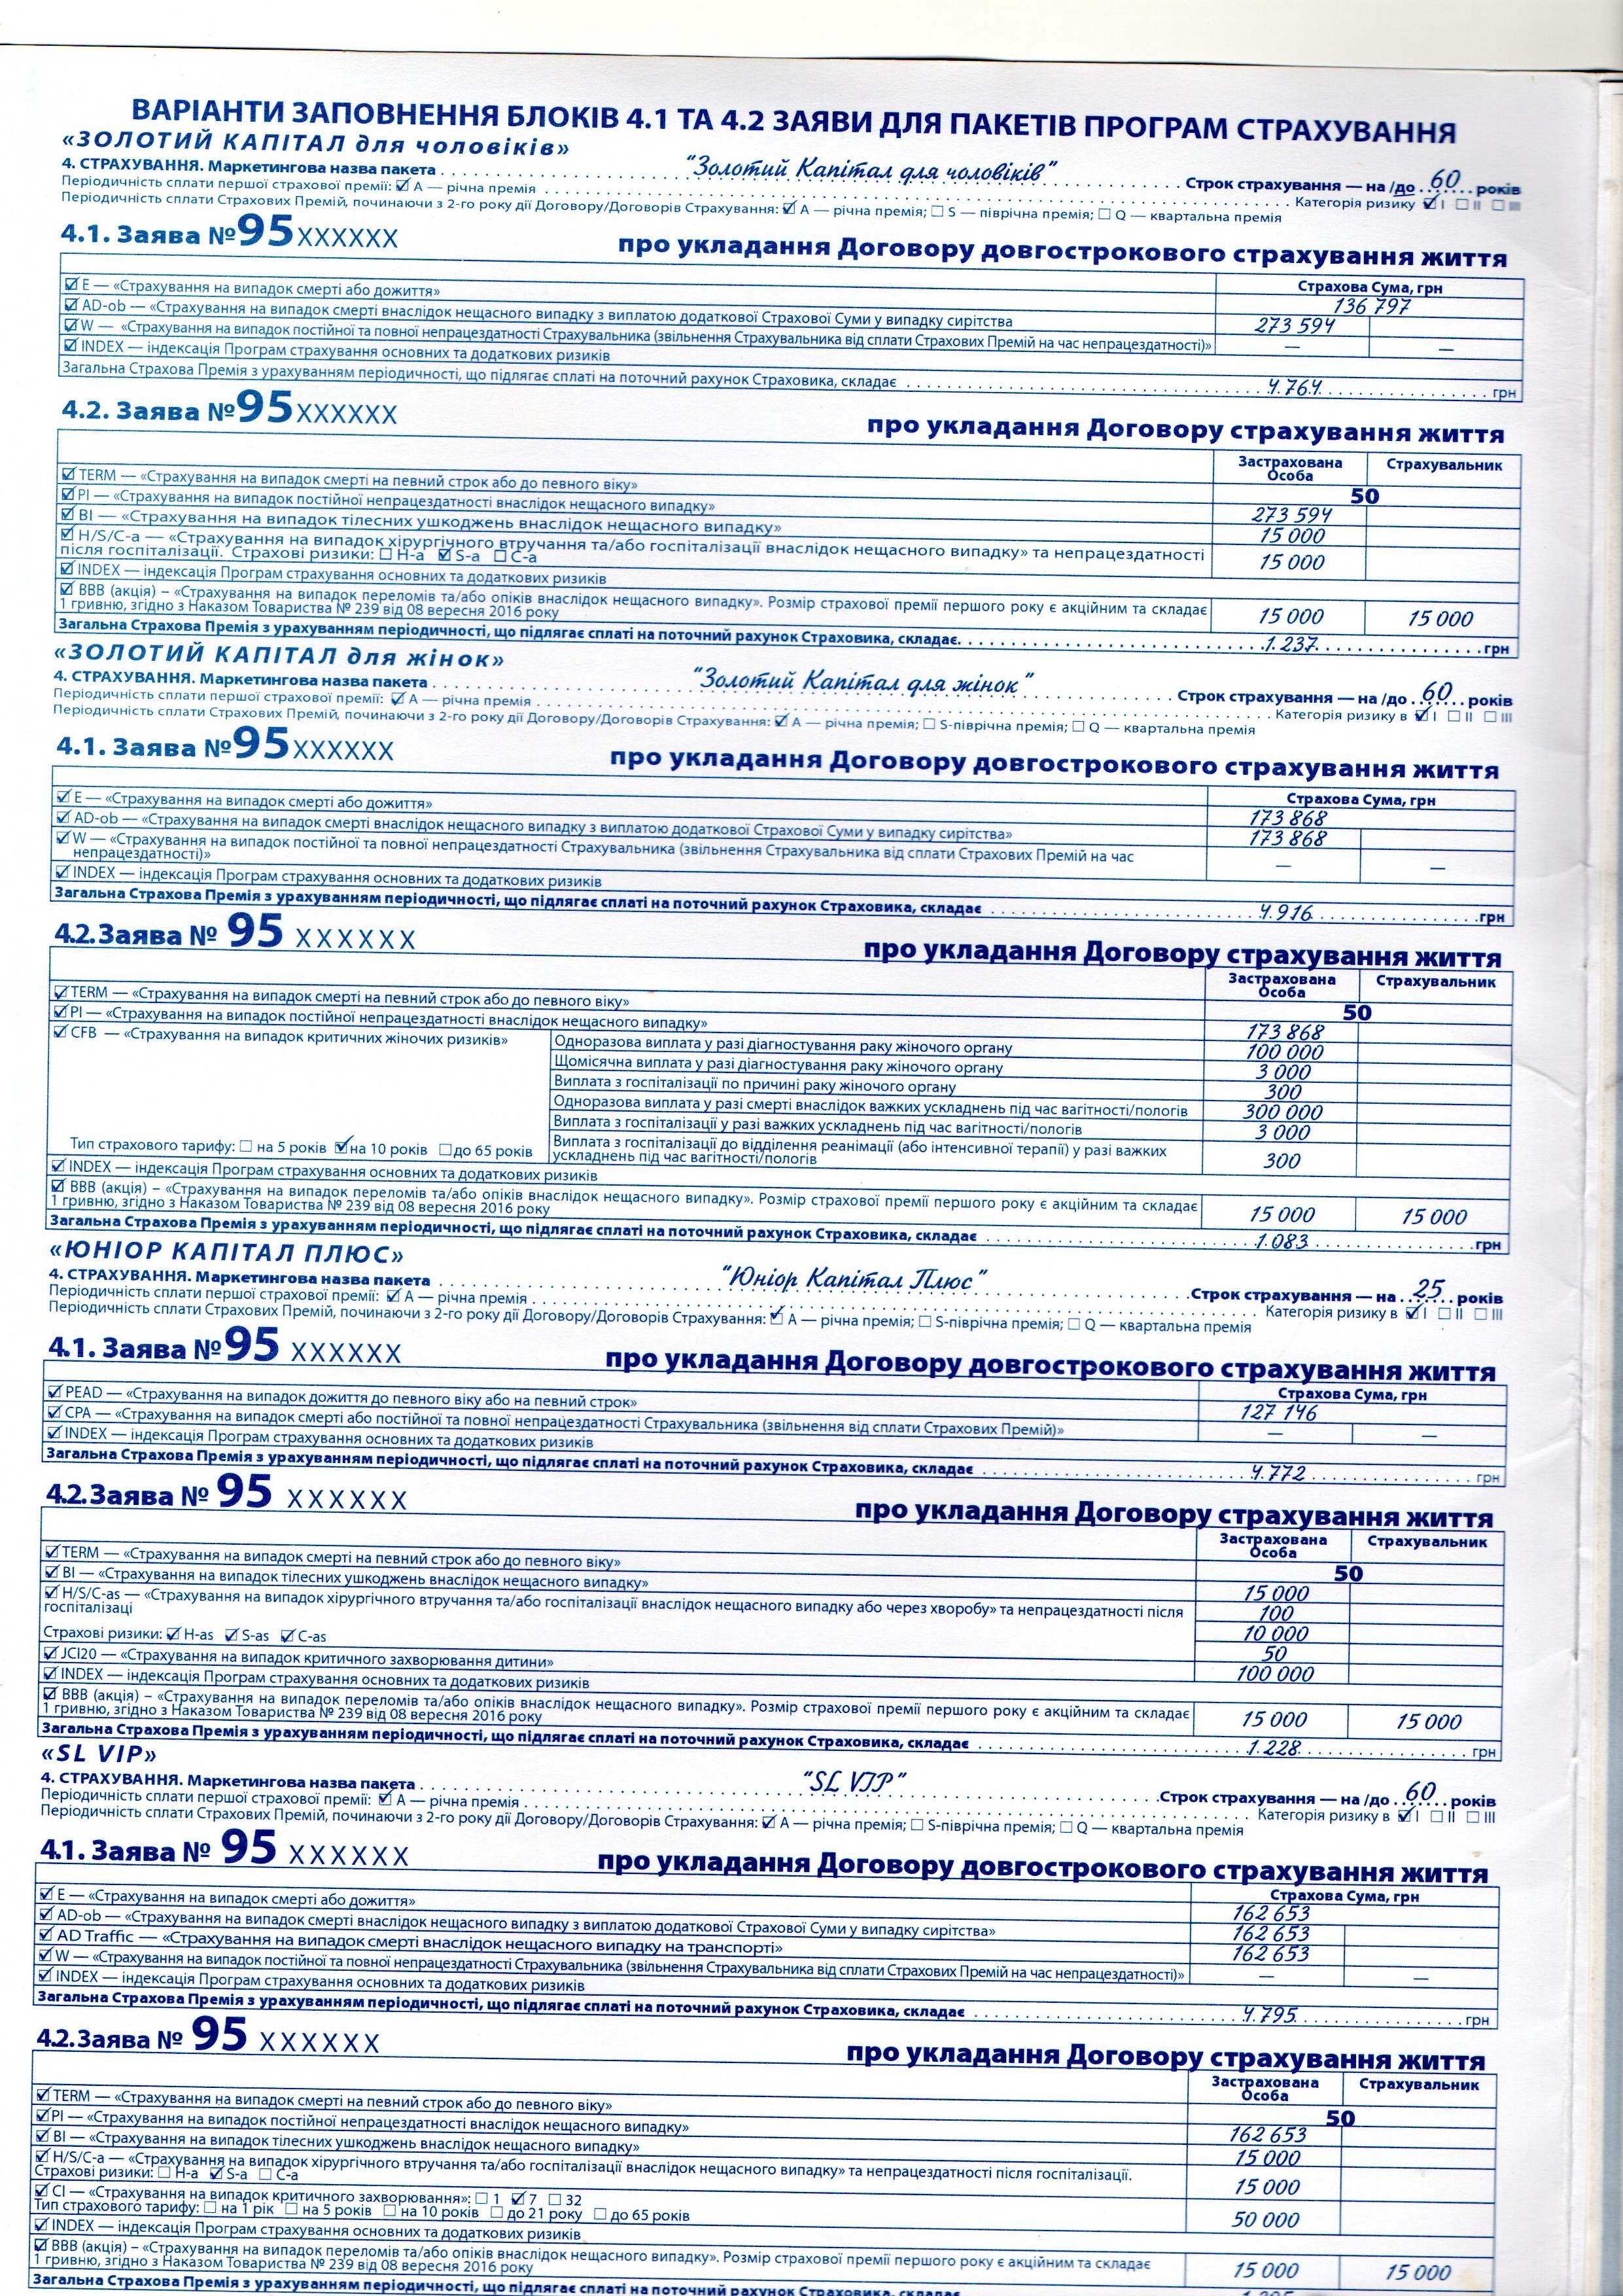 ВАРІАНТИ ЗАПОВНЕННЯ БЛОКІВ 4.1 ТА 4.2 ЗАЯВИ ДЛЯ ПАКЕТІВ ПРОГРАМ СТРАХУВАННЯ
«ЗОЛОТИЙ КАПІТАЛ для чоловіків»
4. СТРАХУВАННЯ. Маркетингова назва пакета "Золотий Капітал для чоловіків" Строк страхування — на /до 60 років
Періодичність сплати першої страхової премії: ☑ А — річна премія Категорія ризику ☑ I ☐ II ☐ III
Періодичність сплати Страхових Премій, починаючи з 2-го року дії Договору/Договорів Страхування: ☑ А — річна премія; ☐ S — піврічна премія; ☐ Q — квартальна премія
4.1. Заява №95XXXXXX про укладання Договору довгострокового страхування життя
Страхова Сума, грн
☑ E — «Страхування на випадок смерті або дожиття» 136 797
☑ AD-ob — «Страхування на випадок смерті внаслідок нещасного випадку з виплатою додаткової Страхової Суми у випадку сирітства 273 594
☑ W — «Страхування на випадок постійної та повної непрацездатності Страхувальника (звільнення Страхувальника від сплати Страхових Премій на час непрацездатності)» — —
☑ INDEX — індексація Програм страхування основних та додаткових ризиків
Загальна Страхова Премія з урахуванням періодичності, що підлягає сплаті на поточний рахунок Страховика, складає 4.764 грн
4.2. Заява №95XXXXXX про укладання Договору страхування життя
Застрахована Особа Страхувальник
☑ TERM — «Страхування на випадок смерті на певний строк або до певного віку» 50
☑ PI — «Страхування на випадок постійної непрацездатності внаслідок нещасного випадку» 273 594
☑ BI — «Страхування на випадок тілесних ушкоджень внаслідок нещасного випадку» 15 000
☑ H/S/C-a — «Страхування на випадок хірургічного втручання та/або госпіталізації внаслідок нещасного випадку» та непрацездатності
після госпіталізації. Страхові ризики: ☐ H-a ☑ S-a ☐ C-a 15 000
☑ INDEX — індексація Програм страхування основних та додаткових ризиків
☑ BBB (акція) – «Страхування на випадок переломів та/або опіків внаслідок нещасного випадку». Розмір страхової премії першого року є акційним та складає
1 гривню, згідно з Наказом Товариства № 239 від 08 вересня 2016 року 15 000 15 000
Загальна Страхова Премія з урахуванням періодичності, що підлягає сплаті на поточний рахунок Страховика, складає 1.237 грн
«ЗОЛОТИЙ КАПІТАЛ для жінок»
4. СТРАХУВАННЯ. Маркетингова назва пакета "Золотий Капітал для жінок" Строк страхування — на /до 60 років
Періодичність сплати першої страхової премії: ☑ А — річна премія Категорія ризику в ☑ I ☐ II ☐ III
Періодичність сплати Страхових Премій, починаючи з 2-го року дії Договору/Договорів Страхування: ☑ А — річна премія; ☐ S-піврічна премія; ☐ Q — квартальна премія
4.1. Заява №95XXXXXX про укладання Договору довгострокового страхування життя
Страхова Сума, грн
☑ E — «Страхування на випадок смерті або дожиття» 173 868
☑ AD-ob — «Страхування на випадок смерті внаслідок нещасного випадку з виплатою додаткової Страхової Суми у випадку сирітства» 173 868
☑ W — «Страхування на випадок постійної та повної непрацездатності Страхувальника (звільнення Страхувальника від сплати Страхових Премій на час
непрацездатності)» — —
☑ INDEX — індексація Програм страхування основних та додаткових ризиків
Загальна Страхова Премія з урахуванням періодичності, що підлягає сплаті на поточний рахунок Страховика, складає 4.916 грн
4.2.Заява № 95 XXXXXX про укладання Договору страхування життя
Застрахована Особа Страхувальник
☑ TERM — «Страхування на випадок смерті на певний строк або до певного віку» 50
☑ PI — «Страхування на випадок постійної непрацездатності внаслідок нещасного випадку» 173 868
☑ CFB — «Страхування на випадок критичних жіночих ризиків» Одноразова виплата у разі діагностування раку жіночого органу 100 000
Щомісячна виплата у разі діагностування раку жіночого органу 3 000
Виплата з госпіталізації по причині раку жіночого органу 300
Одноразова виплата у разі смерті внаслідок важких ускладнень під час вагітності/пологів 300 000
Виплата з госпіталізації у разі важких ускладнень під час вагітності/пологів 3 000
Тип страхового тарифу: ☐ на 5 років ☑ на 10 років ☐ до 65 років Виплата з госпіталізації до відділення реанімації (або інтенсивної терапії) у разі важких
ускладнень під час вагітності/пологів 300
☑ INDEX — індексація Програм страхування основних та додаткових ризиків
☑ BBB (акція) – «Страхування на випадок переломів та/або опіків внаслідок нещасного випадку». Розмір страхової премії першого року є акційним та складає
1 гривню, згідно з Наказом Товариства № 239 від 08 вересня 2016 року 15 000 15 000
Загальна Страхова Премія з урахуванням періодичності, що підлягає сплаті на поточний рахунок Страховика, складає 1.083 грн
«ЮНІОР КАПІТАЛ ПЛЮС»
4. СТРАХУВАННЯ. Маркетингова назва пакета "Юніор Капітал Плюс" Строк страхування — на 25 років
Періодичність сплати першої страхової премії: ☑ А — річна премія Категорія ризику в ☑ I ☐ II ☐ III
Періодичність сплати Страхових Премій, починаючи з 2-го року дії Договору/Договорів Страхування: ☑ А — річна премія; ☐ S-піврічна премія; ☐ Q — квартальна премія
4.1. Заява №95 XXXXXX про укладання Договору довгострокового страхування життя
Страхова Сума, грн
☑ PEAD — «Страхування на випадок дожиття до певного віку або на певний строк» 127 146
☑ CPA — «Страхування на випадок смерті або постійної та повної непрацездатності Страхувальника (звільнення від сплати Страхових Премій)» — —
☑ INDEX — індексація Програм страхування основних та додаткових ризиків
Загальна Страхова Премія з урахуванням періодичності, що підлягає сплаті на поточний рахунок Страховика, складає 4.772 грн
4.2.Заява № 95 XXXXXX про укладання Договору страхування життя
Застрахована Особа Страхувальник
☑ TERM — «Страхування на випадок смерті на певний строк або до певного віку» 50
☑ BI — «Страхування на випадок тілесних ушкоджень внаслідок нещасного випадку» 15 000
☑ H/S/C-as — «Страхування на випадок хірургічного втручання та/або госпіталізації внаслідок нещасного випадку або через хворобу» та непрацездатності після 100
госпіталізаці 10 000
Страхові ризики: ☑ H-as ☑ S-as ☑ C-as 50
☑ JCI20 — «Страхування на випадок критичного захворювання дитини» 100 000
☑ INDEX — індексація Програм страхування основних та додаткових ризиків
☑ BBB (акція) – «Страхування на випадок переломів та/або опіків внаслідок нещасного випадку». Розмір страхової премії першого року є акційним та складає
1 гривню, згідно з Наказом Товариства № 239 від 08 вересня 2016 року 15 000 15 000
Загальна Страхова Премія з урахуванням періодичності, що підлягає сплаті на поточний рахунок Страховика, складає 1.228 грн
«SL VIP»
4. СТРАХУВАННЯ. Маркетингова назва пакета "SL VIP" Строк страхування — на /до 60 років
Періодичність сплати першої страхової премії: ☑ А — річна премія Категорія ризику в ☑ I ☐ II ☐ III
Періодичність сплати Страхових Премій, починаючи з 2-го року дії Договору/Договорів Страхування: ☑ А — річна премія; ☐ S-піврічна премія; ☐ Q — квартальна премія
4.1. Заява № 95 XXXXXX про укладання Договору довгострокового страхування життя
Страхова Сума, грн
☑ E — «Страхування на випадок смерті або дожиття» 162 653
☑ AD-ob — «Страхування на випадок смерті внаслідок нещасного випадку з виплатою додаткової Страхової Суми у випадку сирітства» 162 653
☑ AD Traffic — «Страхування на випадок смерті внаслідок нещасного випадку на транспорті» 162 653
☑ W — «Страхування на випадок постійної та повної непрацездатності Страхувальника (звільнення Страхувальника від сплати Страхових Премій на час непрацездатності)» — —
☑ INDEX — індексація Програм страхування основних та додаткових ризиків
Загальна Страхова Премія з урахуванням періодичності, що підлягає сплаті на поточний рахунок Страховика, складає 4.795 грн
4.2.Заява № 95 XXXXXX про укладання Договору страхування життя
Застрахована Особа Страхувальник
☑ TERM — «Страхування на випадок смерті на певний строк або до певного віку» 50
☑ PI — «Страхування на випадок постійної непрацездатності внаслідок нещасного випадку» 162 653
☑ BI — «Страхування на випадок тілесних ушкоджень внаслідок нещасного випадку» 15 000
☑ H/S/C-a — «Страхування на випадок хірургічного втручання та/або госпіталізації внаслідок нещасного випадку» та непрацездатності після госпіталізації.
Страхові ризики: ☐ H-a ☑ S-a ☐ C-a 15 000
☑ CI — «Страхування на випадок критичного захворювання»: ☐ 1 ☑ 7 ☐ 32
Тип страхового тарифу: ☐ на 1 рік ☐ на 5 років ☐ на 10 років ☐ до 21 року ☐ до 65 років 50 000
☑ INDEX — індексація Програм страхування основних та додаткових ризиків
☑ BBB (акція) – «Страхування на випадок переломів та/або опіків внаслідок нещасного випадку». Розмір страхової премії першого року є акційним та складає
1 гривню, згідно з Наказом Товариства № 239 від 08 вересня 2016 року 15 000 15 000
Загальна Страхова Премія з урахуванням періодичності, що підлягає сплаті на поточний рахунок Страховика, складає